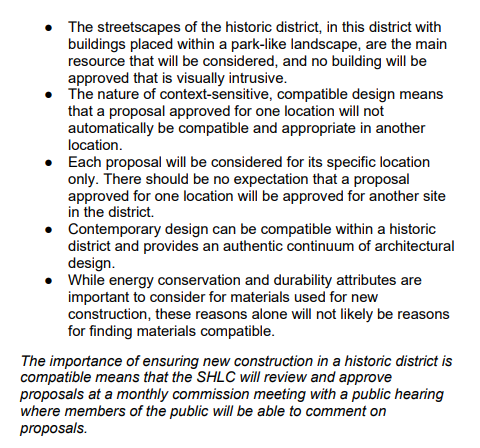 ● The streetscapes of the historic district, in this district with
buildings placed within a park-like landscape, are the main
resource that will be considered, and no building will be
approved that is visually intrusive.
● The nature of context-sensitive, compatible design means
that a proposal approved for one location will not
automatically be compatible and appropriate in another
location.
● Each proposal will be considered for its specific location
only. There should be no expectation that a proposal
approved for one location will be approved for another site
in the district.
● Contemporary design can be compatible within a historic
district and provides an authentic continuum of architectural
design.
● While energy conservation and durability attributes are
important to consider for materials used for new
construction, these reasons alone will not likely be reasons
for finding materials compatible.
The importance of ensuring new construction in a historic district is
compatible means that the SHLC will review and approve
proposals at a monthly commission meeting with a public hearing
where members of the public will be able to comment on
proposals.